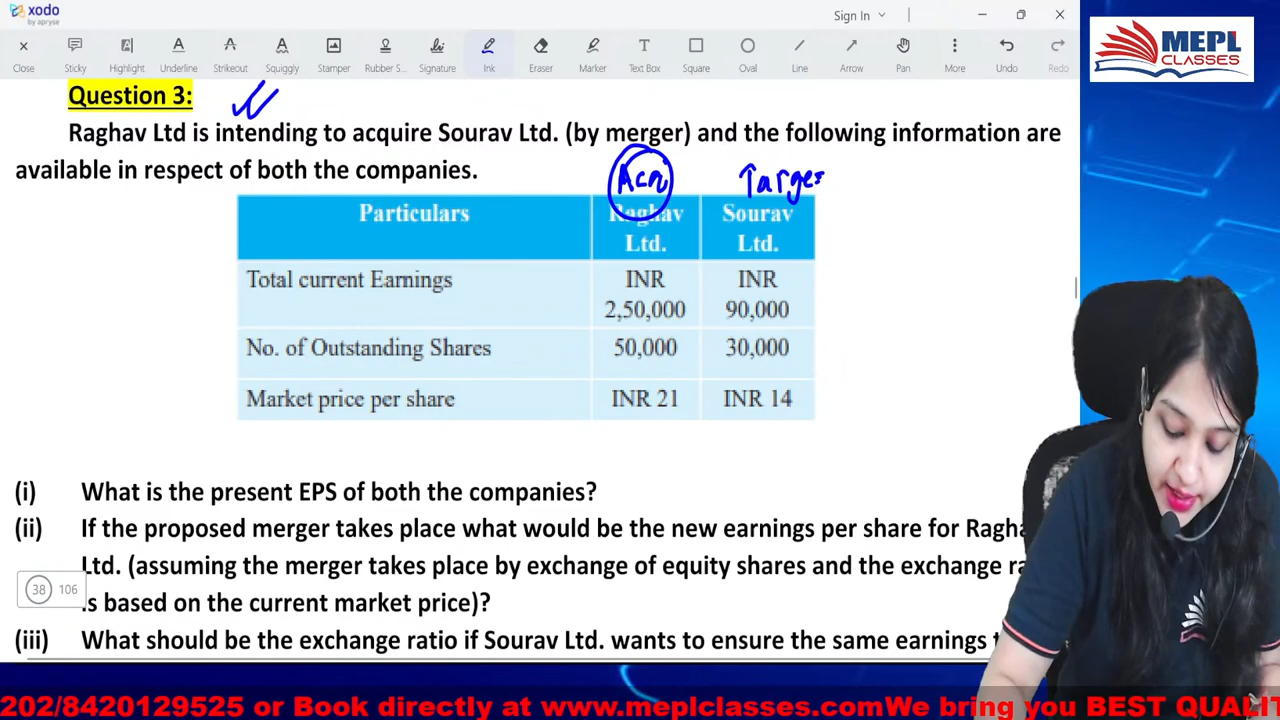 xodo
by apryse
Sign In
Close
Sticky
Highlight
Underline
Strikeout
Squiggly
Stamper
Rubber S
Signature
Ink
Eraser
Marker
Text Box
Square
Oval
Line
Arrow
Pan
More
Undo
Redo
MEPL
CLASSES
Question 3:
Raghav Ltd is intending to acquire Sourav Ltd. (by merger) and the following information are
available in respect of both the companies.
Acq Target
Particulars Raghav Ltd. Sourav Ltd.
Total current Earnings INR 2,50,000 INR 90,000
No. of Outstanding Shares 50,000 30,000
Market price per share INR 21 INR 14
(i) What is the present EPS of both the companies?
(ii) If the proposed merger takes place what would be the new earnings per share for Ragha
Ltd. (assuming the merger takes place by exchange of equity shares and the exchange ra
is based on the current market price)?
38 106
(iii) What should be the exchange ratio if Sourav Ltd. wants to ensure the same earnings
202/8420129525 or Book directly at www.meplclasses.comWe bring you BEST QUALIT